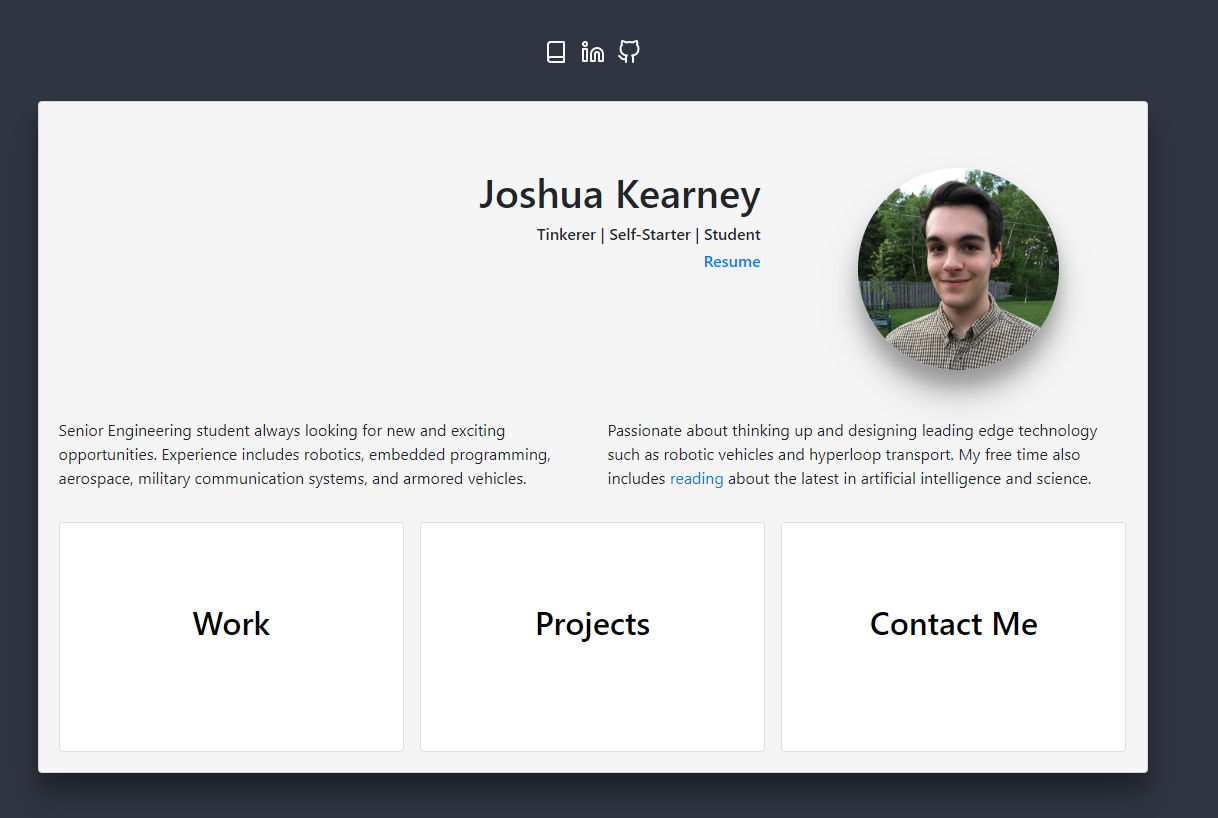 Joshua Kearney
Tinkerer | Self-Starter | Student
Resume
Senior Engineering student always looking for new and exciting
opportunities. Experience includes robotics, embedded programming,
aerospace, military communication systems, and armored vehicles.
Passionate about thinking up and designing leading edge technology
such as robotic vehicles and hyperloop transport. My free time also
includes reading about the latest in artificial intelligence and science.
Work
Projects
Contact Me